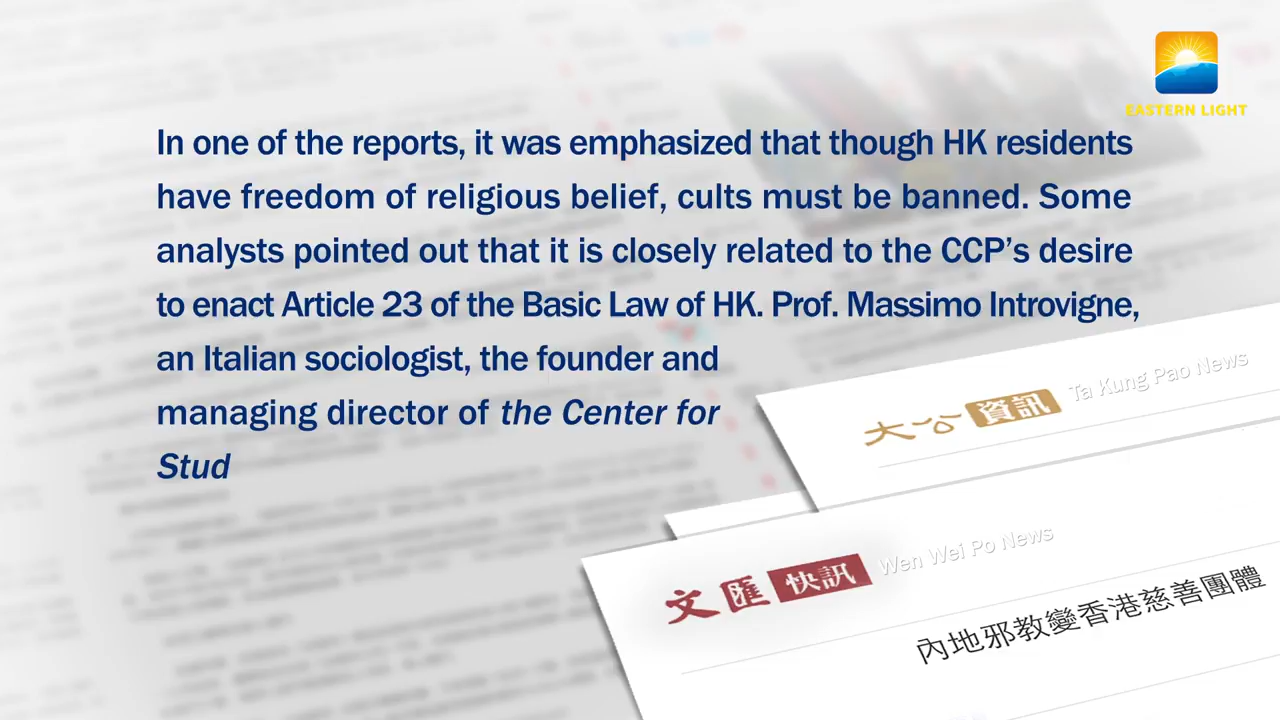 EASTERN LIGHT
In one of the reports, it was emphasized that though HK residents
have freedom of religious belief, cults must be banned. Some
analysts pointed out that it is closely related to the CCP's desire
to enact Article 23 of the Basic Law of HK. Prof. Massimo Introvigne,
an Italian sociologist, the founder and
managing director of the Center for
Stud
大公資訊 Ta Kung Pao News
文匯快訊 Wen Wei Po News
內地邪教變香港慈善團體